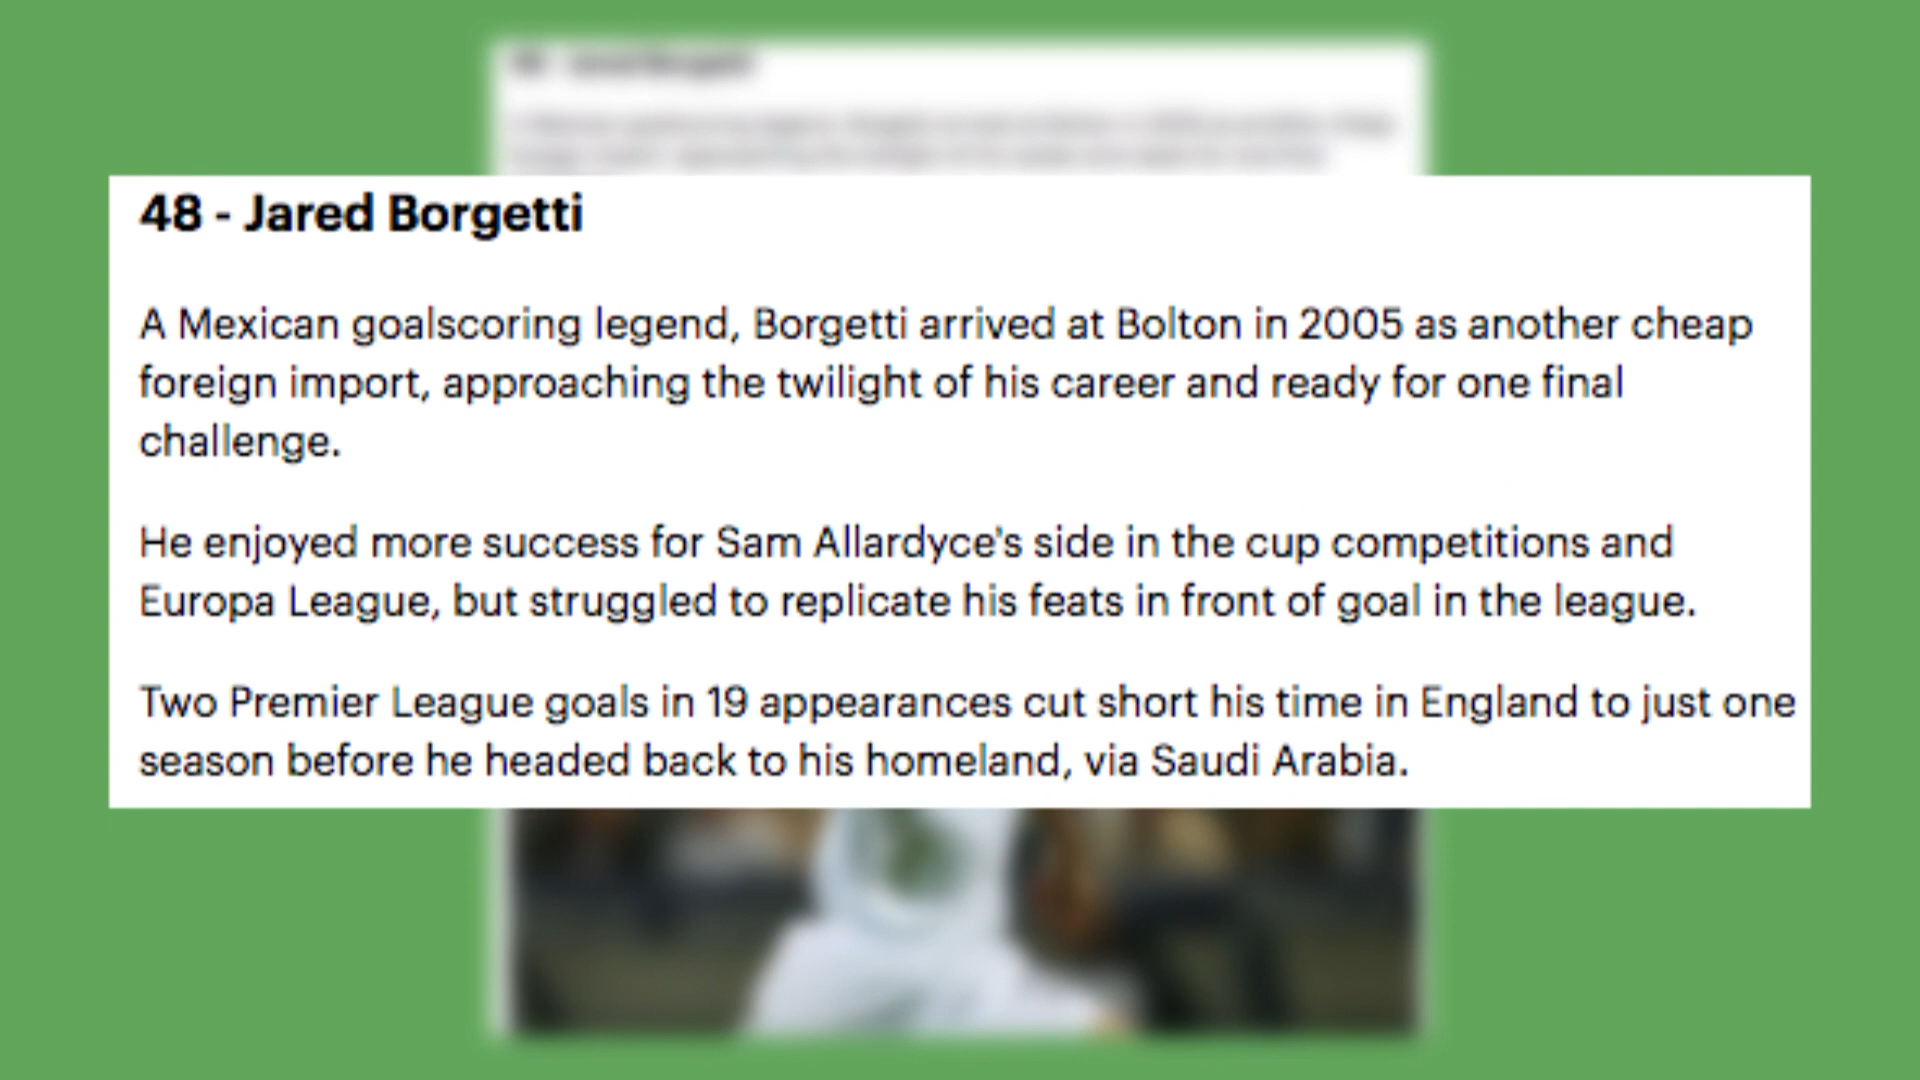 48 - Jared Borgetti
A Mexican goalscoring legend, Borgetti arrived at Bolton in 2005 as another cheap
foreign import, approaching the twilight of his career and ready for one final
challenge.
He enjoyed more success for Sam Allardyce's side in the cup competitions and
Europa League, but struggled to replicate his feats in front of goal in the league.
Two Premier League goals in 19 appearances cut short his time in England to just one
season before he headed back to his homeland, via Saudi Arabia.